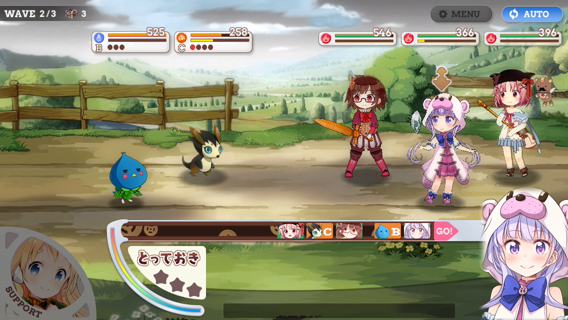 WAVE 2/3 3
MENU
AUTO
B 525
C 258
546
366
396
C
B
GO!
とっておき
SUPPORT